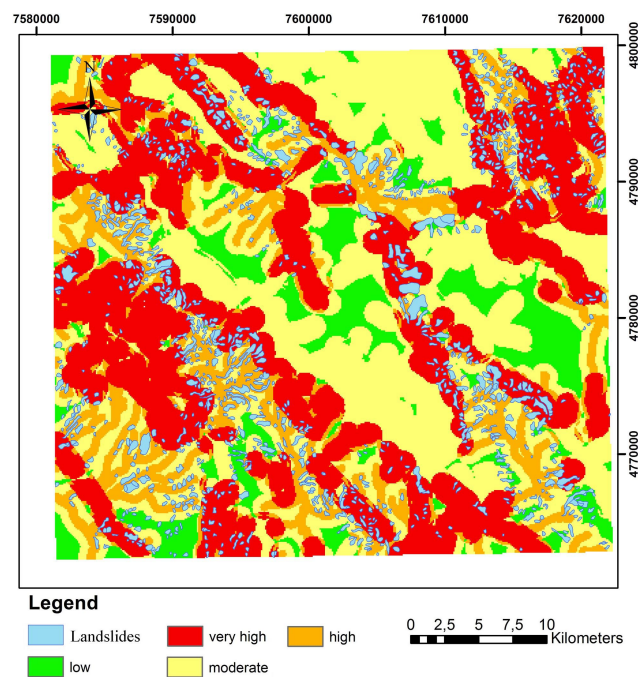 7580000 7590000 7600000 7610000 7620000
4800000
N
4790000
4780000
4770000
Legend
Landslides very high high 0 2,5 5 7,5 10
Kilometers
low moderate